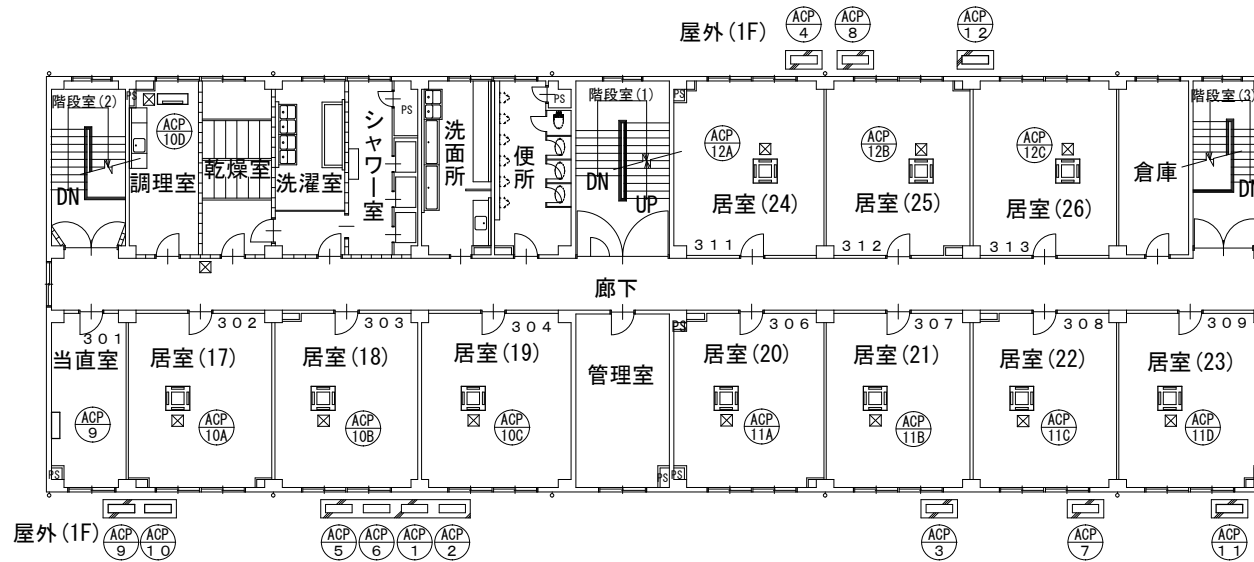 屋外(1F)
ACP 4
ACP 8
ACP 12
階段室(2)
PS
ACP 10D
調理室
DN
乾燥室
洗濯室
シャワー室
PS
洗面所
便所
PS
階段室(1)
DN
UP
PS
ACP 12A
居室(24)
311
ACP 12B
居室(25)
312
ACP 12C
居室(26)
313
倉庫
階段室(3)
DN
廊下
301
当直室
ACP 9
PS
302
居室(17)
ACP 10A
303
居室(18)
ACP 10B
304
居室(19)
ACP 10C
管理室
PS
PS
PS
306
居室(20)
ACP 11A
307
居室(21)
ACP 11B
308
居室(22)
ACP 11C
309
居室(23)
ACP 11D
屋外(1F)
ACP 9
ACP 10
ACP 5
ACP 6
ACP 1
ACP 2
ACP 3
ACP 7
ACP 11